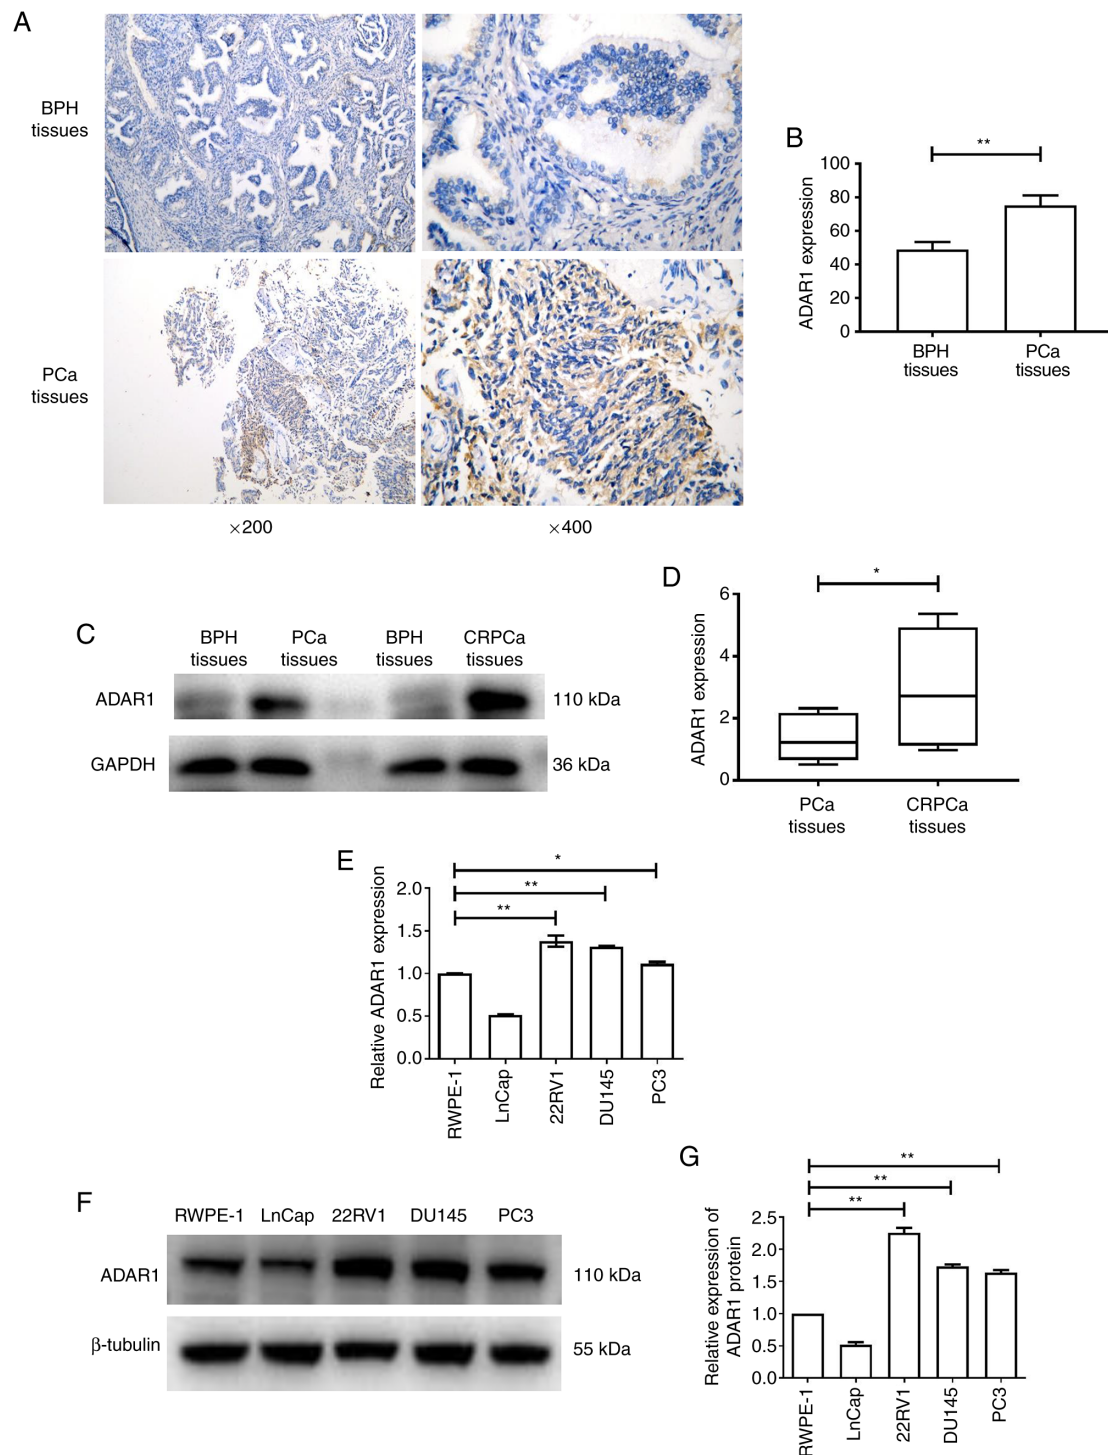 A
BPH
tissues
PCa
tissues
×200
×400
B
**
ADAR1 expression
100
80
60
40
20
0
BPH
tissues
PCa
tissues
C
BPH
tissues
PCa
tissues
BPH
tissues
CRPCa
tissues
ADAR1
110 kDa
GAPDH
36 kDa
D
*
ADAR1 expression
6
4
2
0
PCa
tissues
CRPCa
tissues
E
*
**
**
Relative ADAR1 expression
2.0
1.5
1.0
0.5
0.0
RWPE-1
LnCap
22RV1
DU145
PC3
F
RWPE-1 LnCap 22RV1 DU145 PC3
ADAR1
110 kDa
β-tubulin
55 kDa
G
**
**
**
Relative expression of
ADAR1 protein
2.5
2.0
1.5
1.0
0.5
0.0
RWPE-1
LnCap
22RV1
DU145
PC3